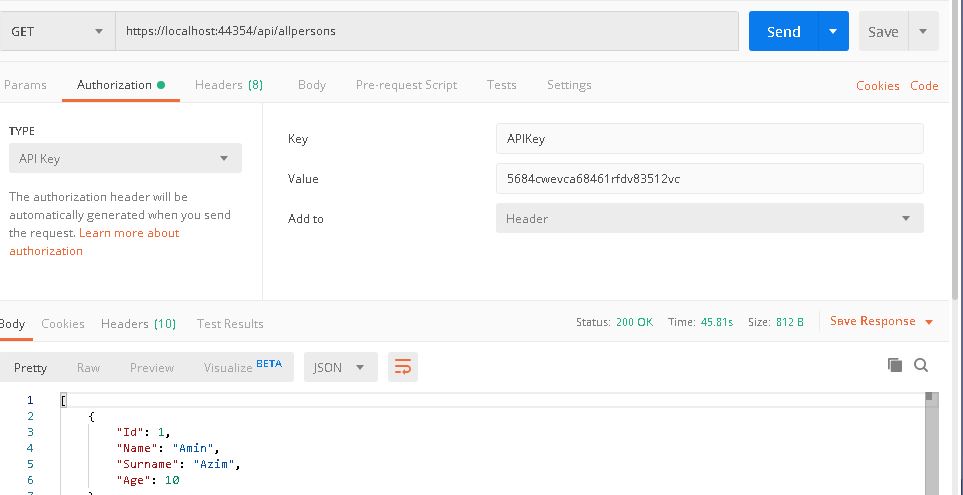 GET https://localhost:44354/api/allpersons Send Save
Params Authorization Headers (8) Body Pre-request Script Tests Settings Cookies Code
TYPE
API Key
The authorization header will be
automatically generated when you send
the request. Learn more about
authorization
Key APIKey
Value 5684cwevca68461rfdv83512vc
Add to Header
Body Cookies Headers (10) Test Results Status: 200 OK Time: 45.81s Size: 812 B Save Response
Pretty Raw Preview Visualize BETA JSON
1 [
2 {
3 "Id": 1,
4 "Name": "Amin",
5 "Surname": "Azim",
6 "Age": 10